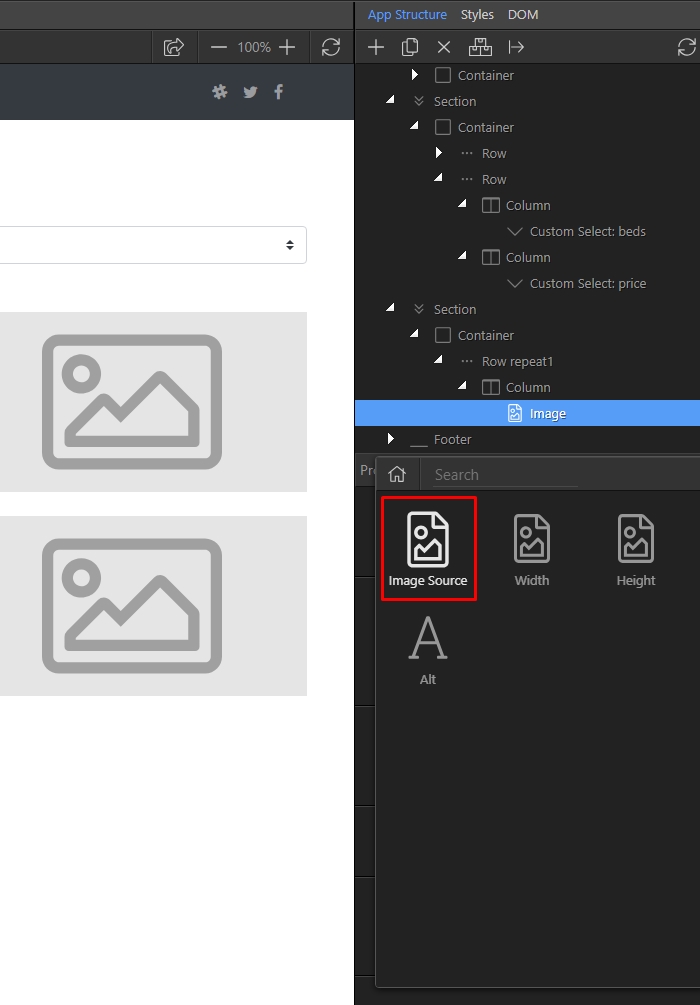 App Structure Styles DOM
100%
Container
Section
Container
Row
Row
Column
Custom Select: beds
Column
Custom Select: price
Section
Container
Row repeat1
Column
Image
Footer
Search
Image Source Width Height
Alt